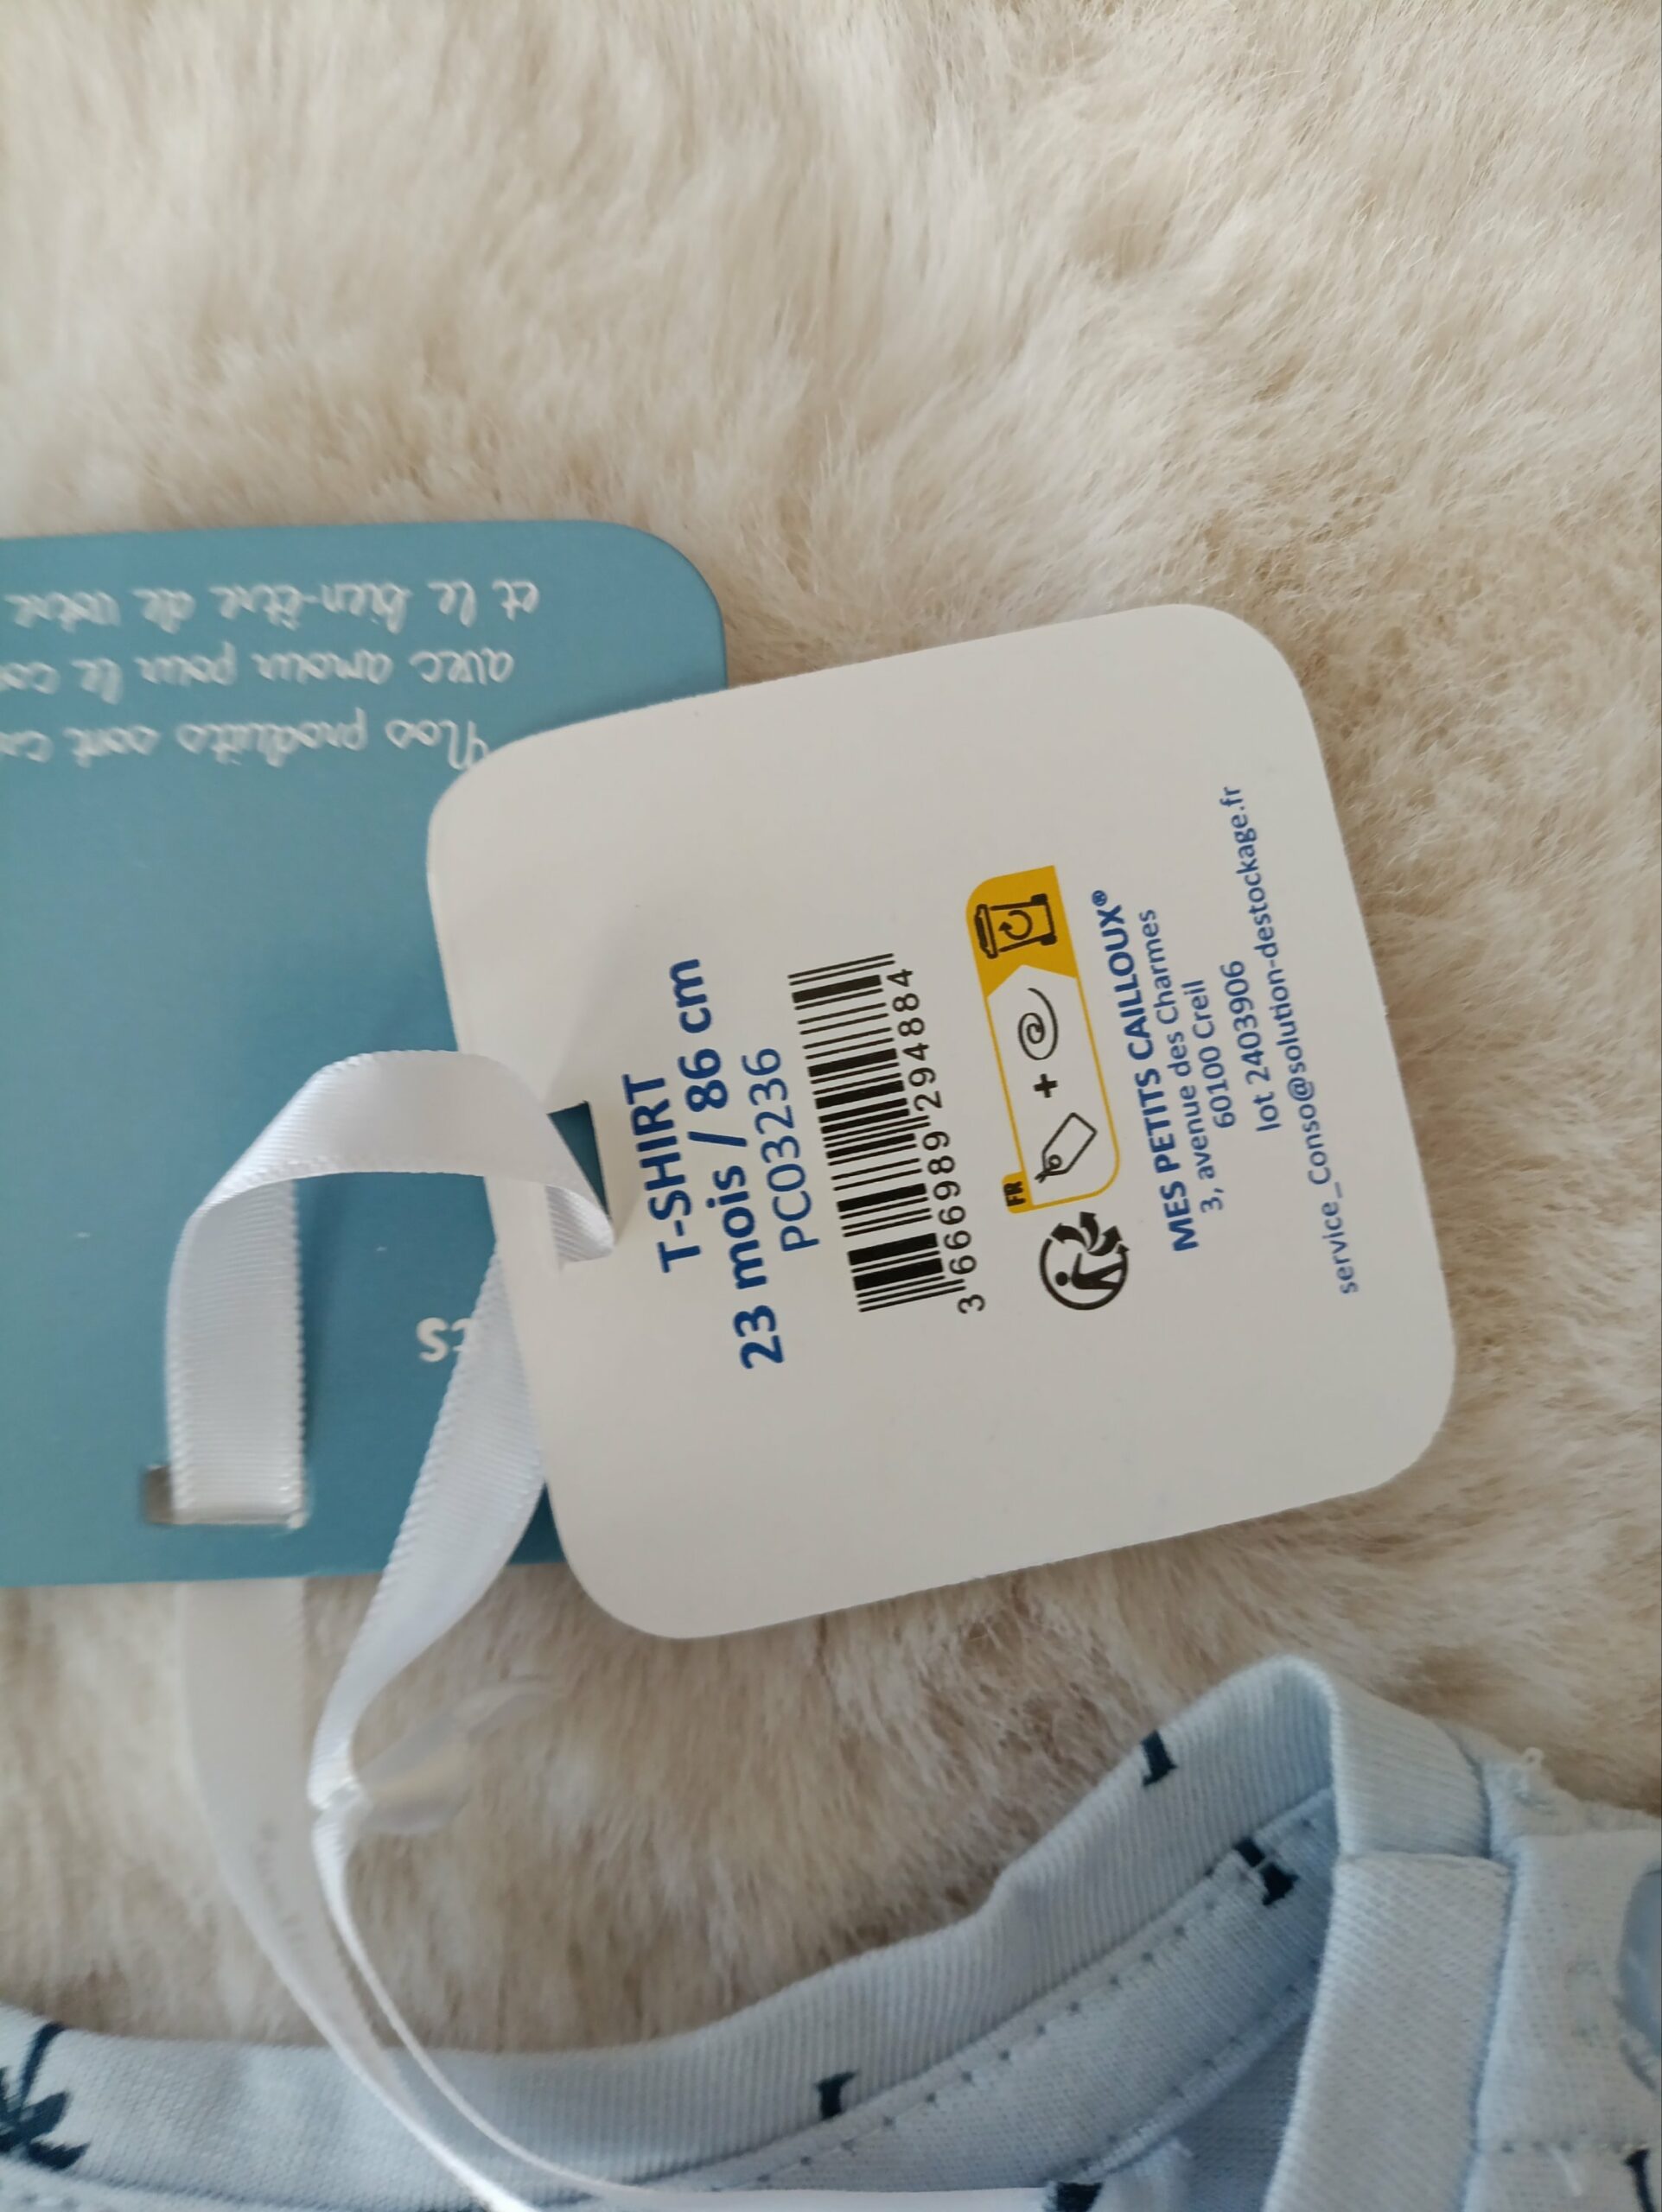 T-SHIRT
23 mois / 86 cm
PC03236
3 666989 294884
FR
+
MES PETITS CAILLOUX®
3, avenue des Charmes
60100 Creil
lot 2403906
service_Conso@solution-destockage.fr
Nos produits sont
avec amour pour le
et le bien-être de votre